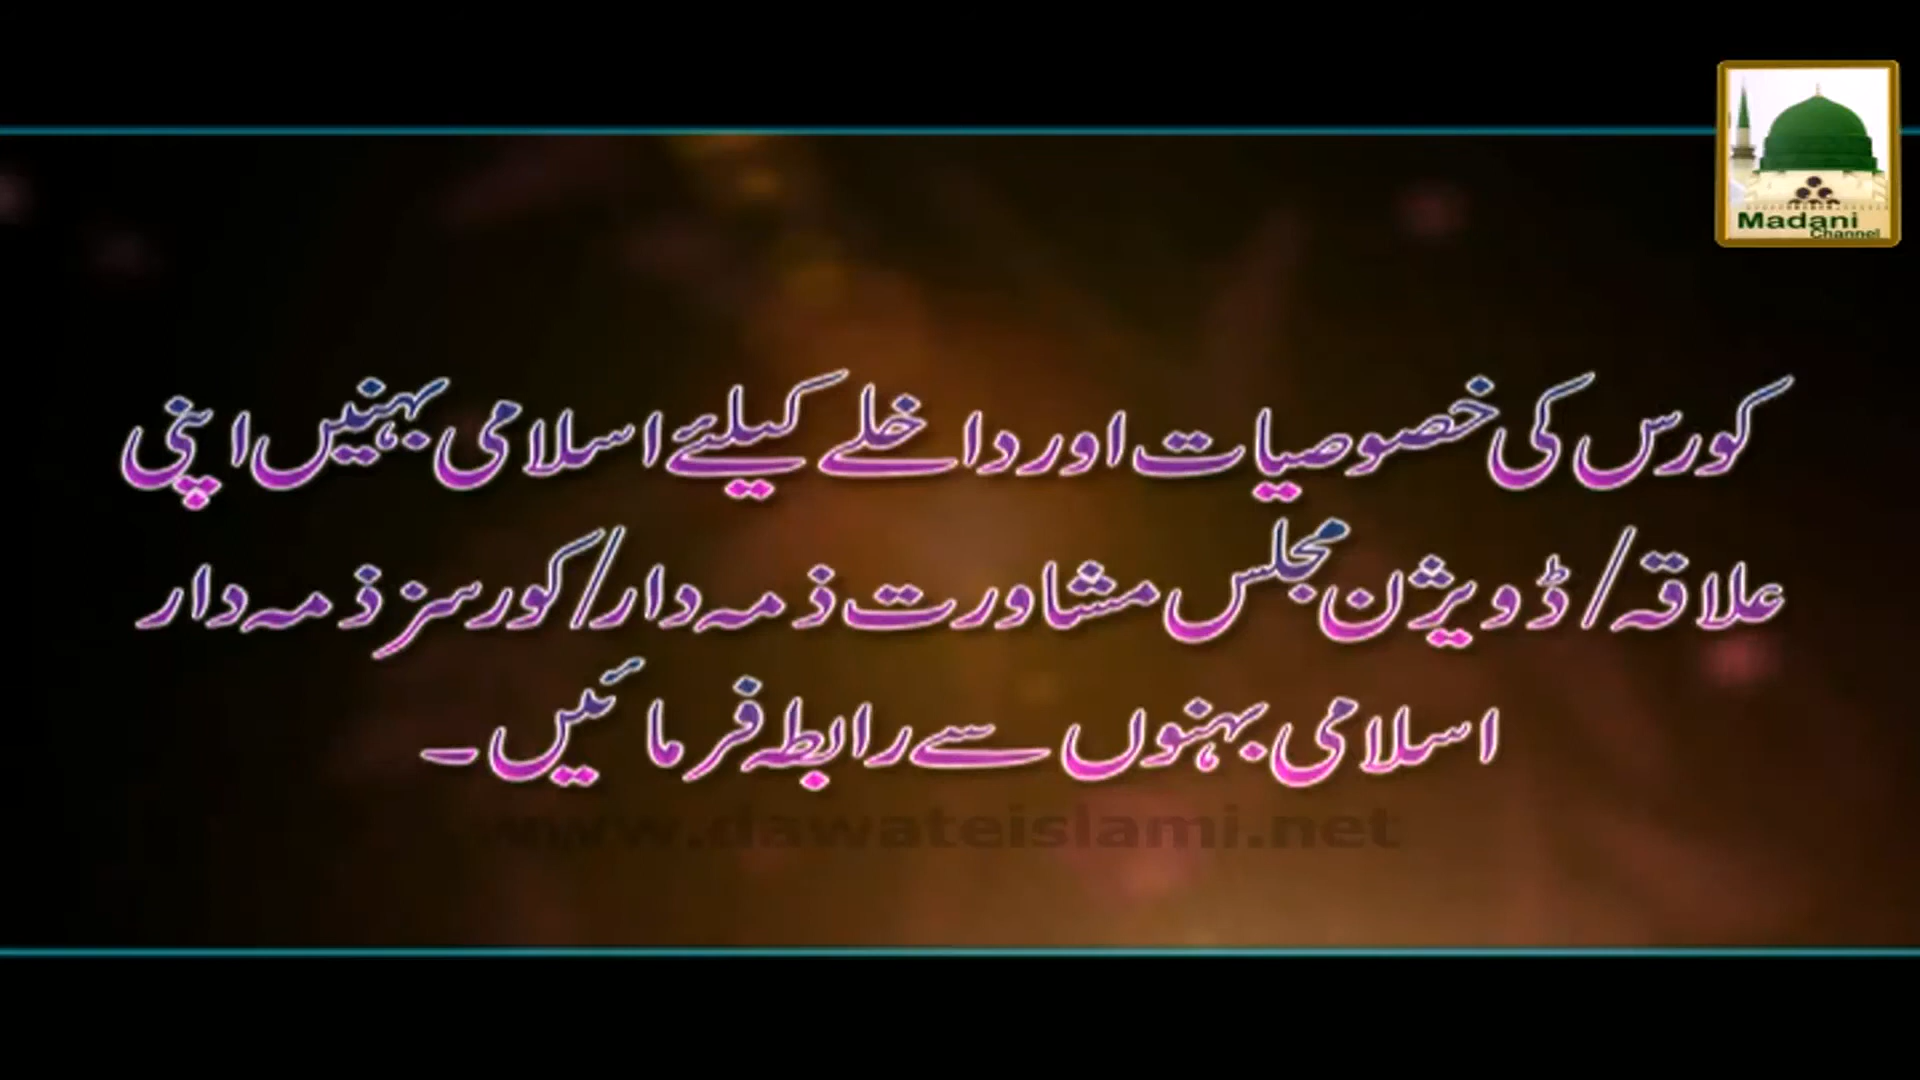 Madani
Channel
کورس کی خصوصیات اور داخلے کیلئے اسلامی بہنیں اپنی
علاقہ/ ڈویژن مجلس مشاورت ذمہ دار/کورسز ذمہ دار
اسلامی بہنوں سے رابطہ فرمائیں۔
www.dawateislami.net